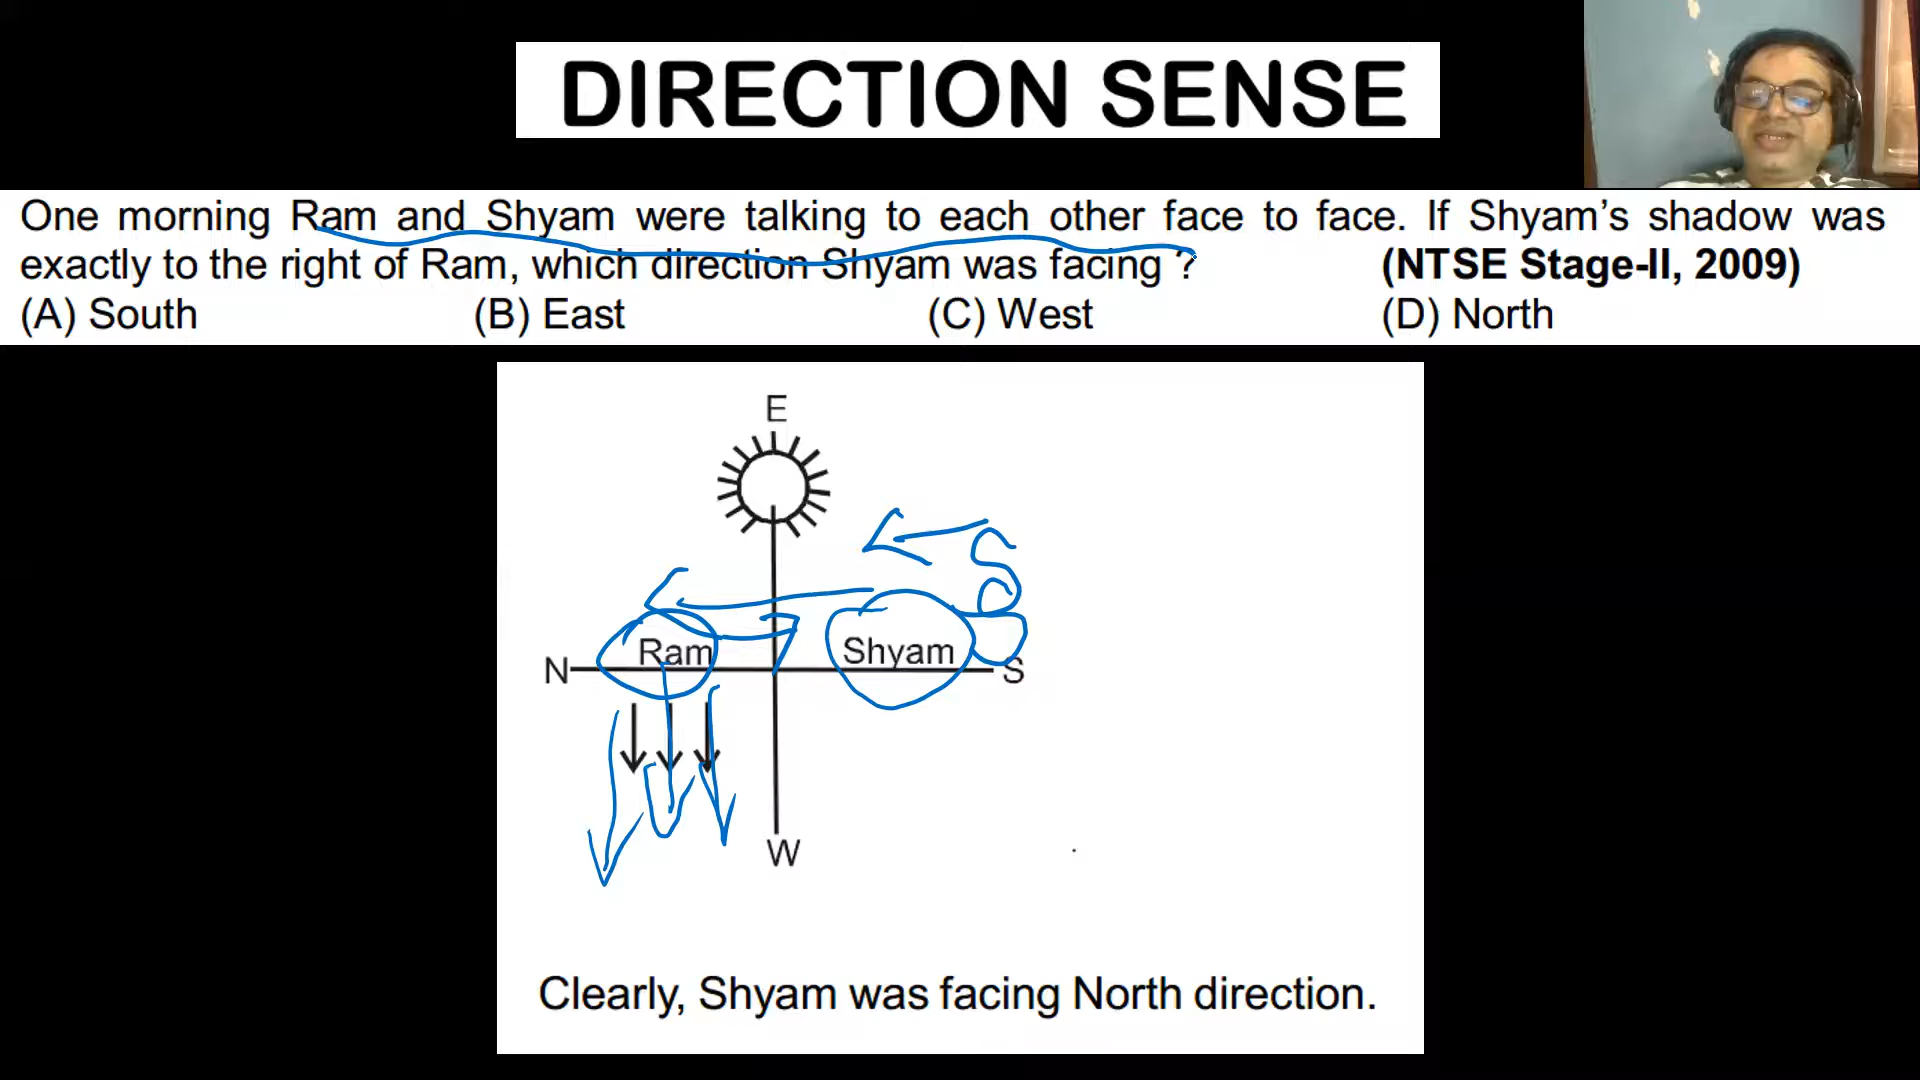 DIRECTION SENSE
One morning Ram and Shyam were talking to each other face to face. If Shyam's shadow was
exactly to the right of Ram, which direction Shyam was facing ? (NTSE Stage-II, 2009)
(A) South (B) East (C) West (D) North
E
S
Ram Shyam
N S
W
Clearly, Shyam was facing North direction.